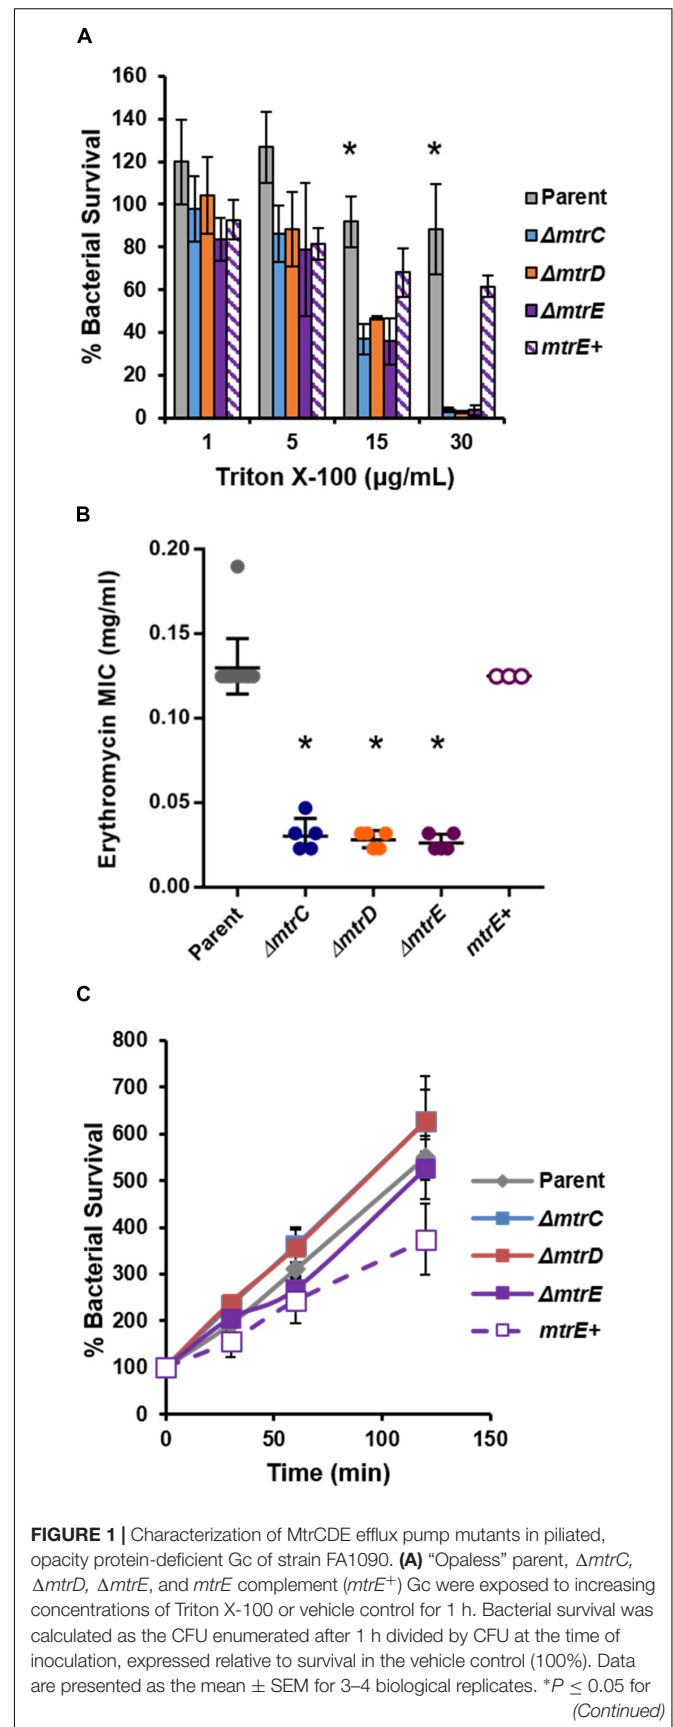 A
160
140
120
100
80
60
40
20
0
% Bacterial Survival
*
*
1
5
15
30
Triton X-100 (µg/mL)
Parent
ΔmtrC
ΔmtrD
ΔmtrE
mtrE+
B
0.20
0.15
0.10
0.05
0.00
Erythromycin MIC (mg/ml)
*
*
*
Parent
ΔmtrC
ΔmtrD
ΔmtrE
mtrE+
C
800
700
600
500
400
300
200
100
0
% Bacterial Survival
0
50
100
150
Time (min)
Parent
ΔmtrC
ΔmtrD
ΔmtrE
mtrE+
FIGURE 1 | Characterization of MtrCDE efflux pump mutants in piliated,
opacity protein-deficient Gc of strain FA1090. (A) “Opaless” parent, ΔmtrC,
ΔmtrD, ΔmtrE, and mtrE complement (mtrE+) Gc were exposed to increasing
concentrations of Triton X-100 or vehicle control for 1 h. Bacterial survival was
calculated as the CFU enumerated after 1 h divided by CFU at the time of
inoculation, expressed relative to survival in the vehicle control (100%). Data
are presented as the mean ± SEM for 3–4 biological replicates. *P ≤ 0.05 for
(Continued)